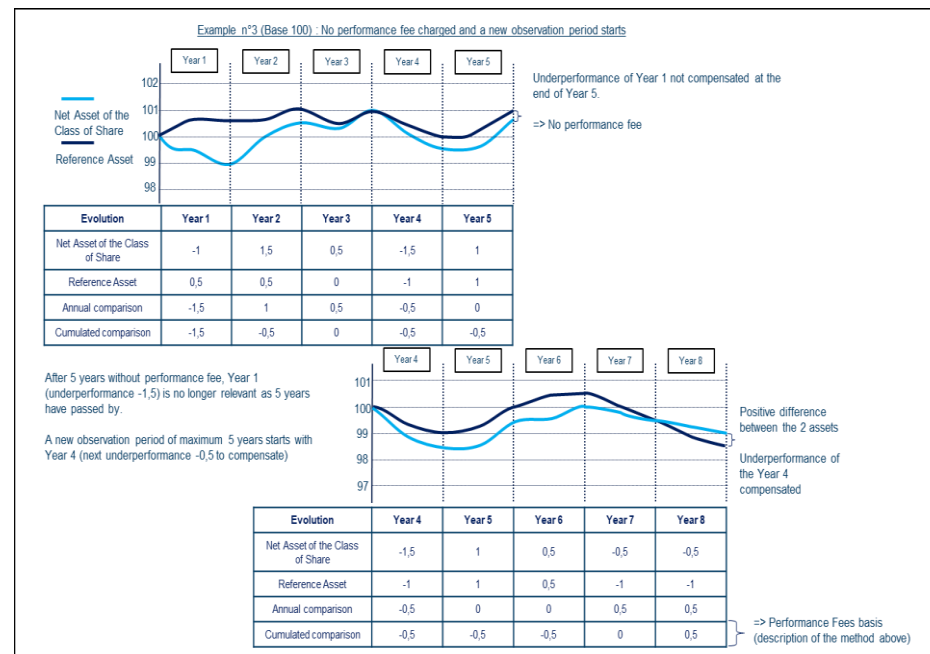 Example n°3 (Base 100) : No performance fee charged and a new observation period starts
Year 1 Year 2 Year 3 Year 4 Year 5
102
101
100
99
98
Net Asset of the
Class of Share
Reference Asset
Underperformance of Year 1 not compensated at the
end of Year 5.
=> No performance fee
Evolution Year 1 Year 2 Year 3 Year 4 Year 5
Net Asset of the Class
of Share
-1 1,5 0,5 -1,5 1
Reference Asset 0,5 0,5 0 -1 1
Annual comparison -1,5 1 0,5 -0,5 0
Cumulated comparison -1,5 -0,5 0 -0,5 -0,5
After 5 years without performance fee, Year 1
(underperformance -1,5) is no longer relevant as 5 years
have passed by.
A new observation period of maximum 5 years starts with
Year 4 (next underperformance -0,5 to compensate)
Year 4 Year 5 Year 6 Year 7 Year 8
101
100
99
98
97
Positive difference
between the 2 assets
Underperformance of
the Year 4
compensated
Evolution Year 4 Year 5 Year 6 Year 7 Year 8
Net Asset of the Class
of Share
-1,5 1 0,5 -0,5 -0,5
Reference Asset -1 1 0,5 -1 -1
Annual comparison -0,5 0 0 0,5 0,5
Cumulated comparison -0,5 -0,5 -0,5 0 0,5
=> Performance Fees basis
(description of the method above)